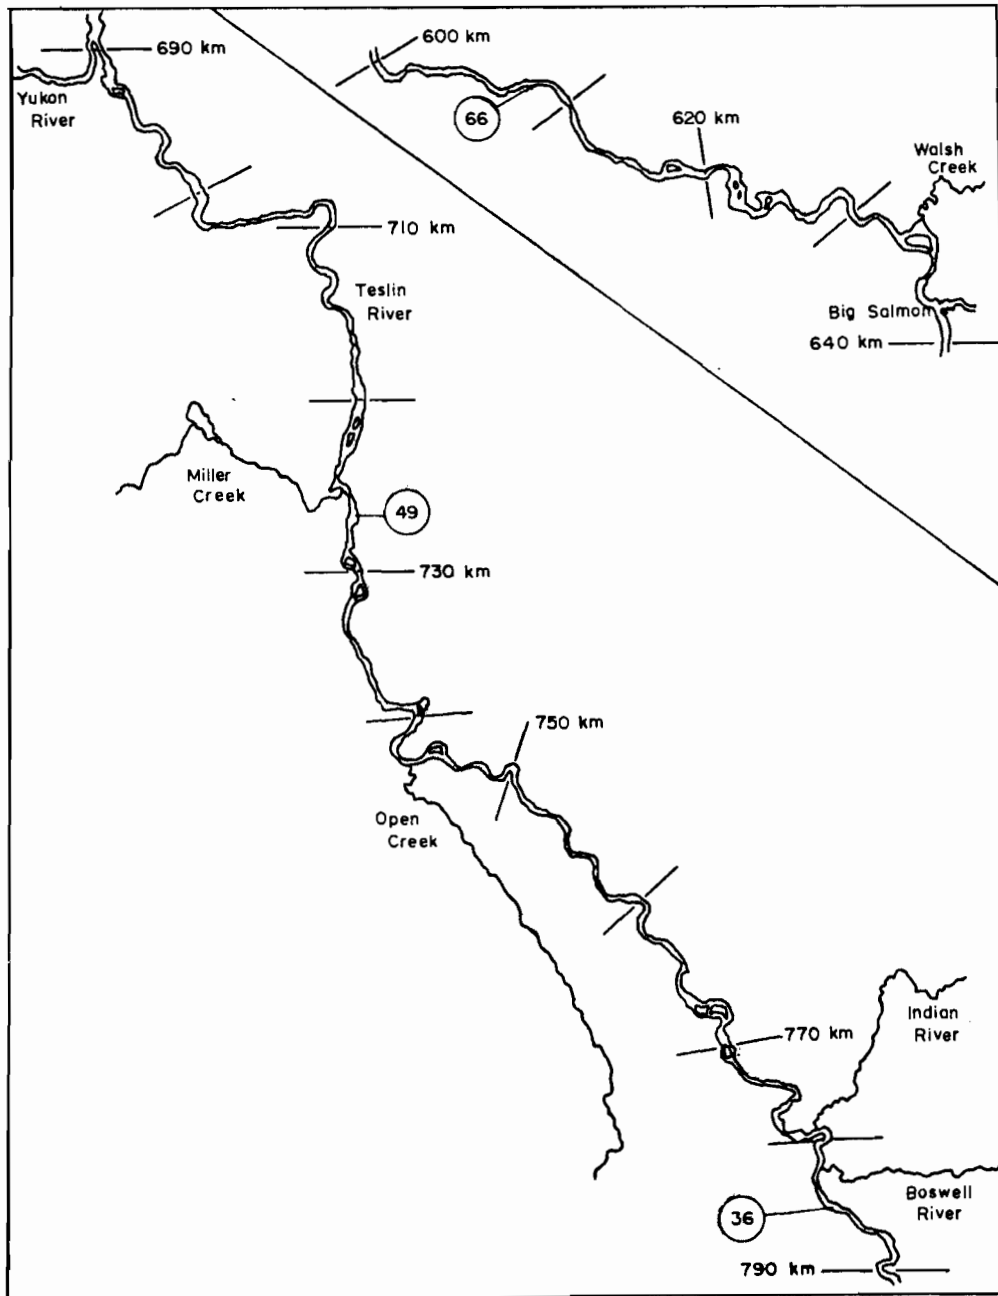 690 km
600 km
Yukon
River
66
620 km
Walsh
Creek
710 km
Teslin
River
Big Salmon
640 km
Miller
Creek
49
730 km
750 km
Open
Creek
Indian
River
770 km
Boswell
River
36
790 km